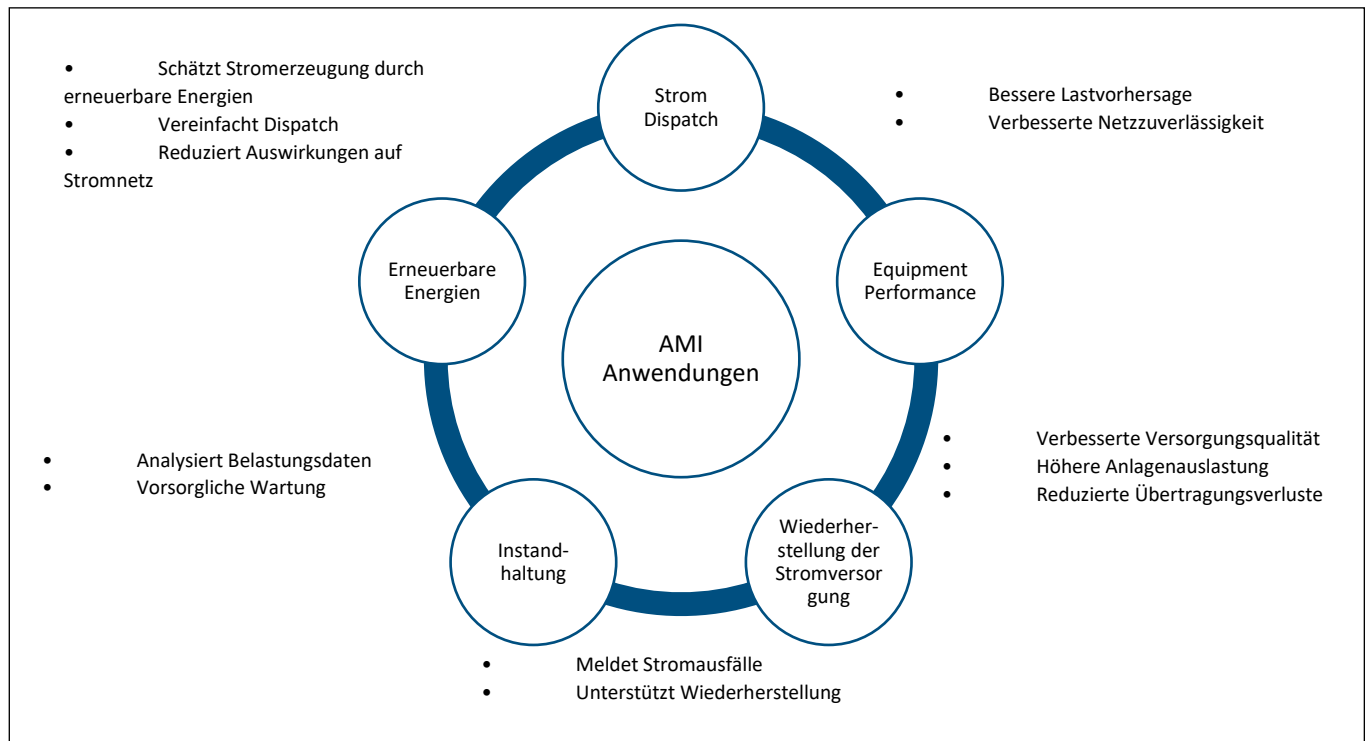 • Schätzt Stromerzeugung durch
erneuerbare Energien
• Vereinfacht Dispatch
• Reduziert Auswirkungen auf
Stromnetz
Strom
Dispatch
• Bessere Lastvorhersage
• Verbesserte Netzzuverlässigkeit
Erneuerbare
Energien
Equipment
Performance
AMI
Anwendungen
• Analysiert Belastungsdaten
• Vorsorgliche Wartung
• Verbesserte Versorgungsqualität
• Höhere Anlagenauslastung
• Reduzierte Übertragungsverluste
Instand-
haltung
Wiederher-
stellung der
Stromversor
gung
• Meldet Stromausfälle
• Unterstützt Wiederherstellung